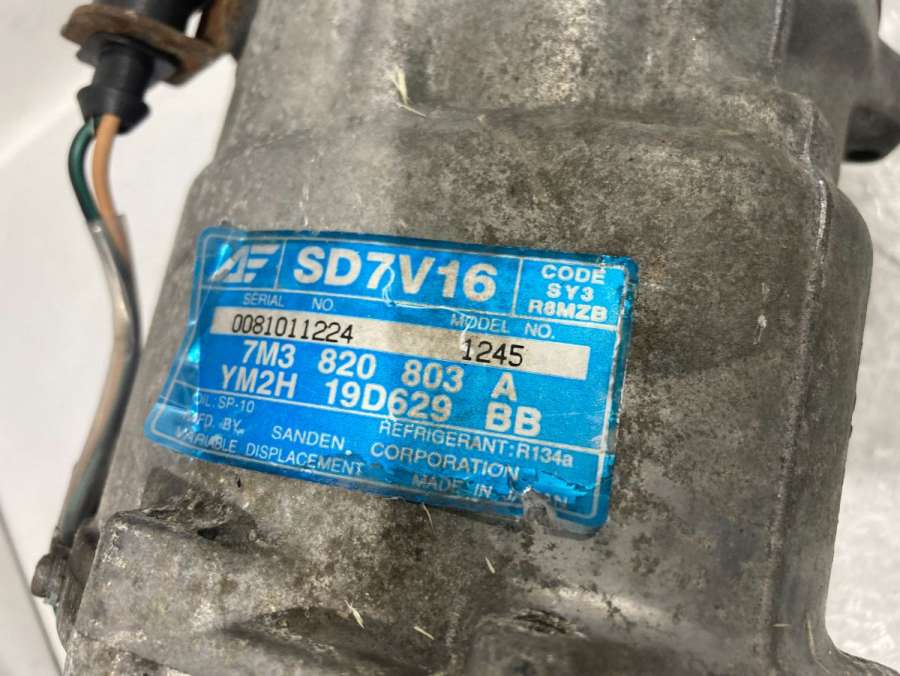 AF SD7V16 CODE
SY3
R8MZB
SERIAL NO. MODEL NO.
0081011224 1245
7M3 820 803 A
YM2H 19D629 BB
OIL: SP-10 REFRIGERANT: R134a
MFD. BY SANDEN CORPORATION
VARIABLE DISPLACEMENT MADE IN JAPAN